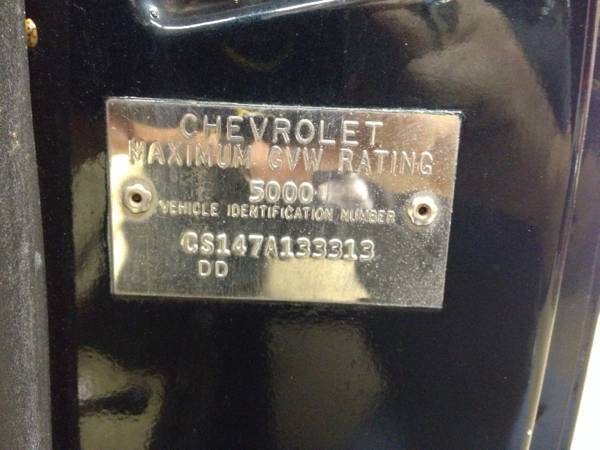 CHEVROLET
MAXIMUM GVW RATING
5000
VEHICLE IDENTIFICATION NUMBER
CS147A133313
DD